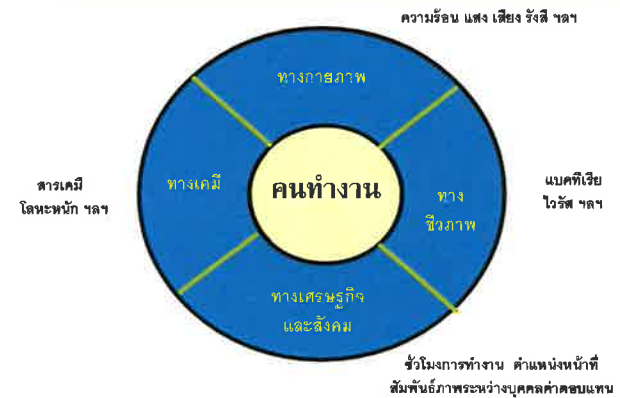 ความร้อน แสง เสียง รังสี ฯลฯ
ทางกายภาพ
สารเคมี
โลหะหนัก ฯลฯ
ทางเคมี
คนทำงาน
ทาง
ชีวภาพ
แบคทีเรีย
ไวรัส ฯลฯ
ทางเศรษฐกิจ
และสังคม
ชั่วโมงการทำงาน ตำแหน่งหน้าที่
สัมพันธ์ภาพระหว่างบุคคลค่าตอบแทน